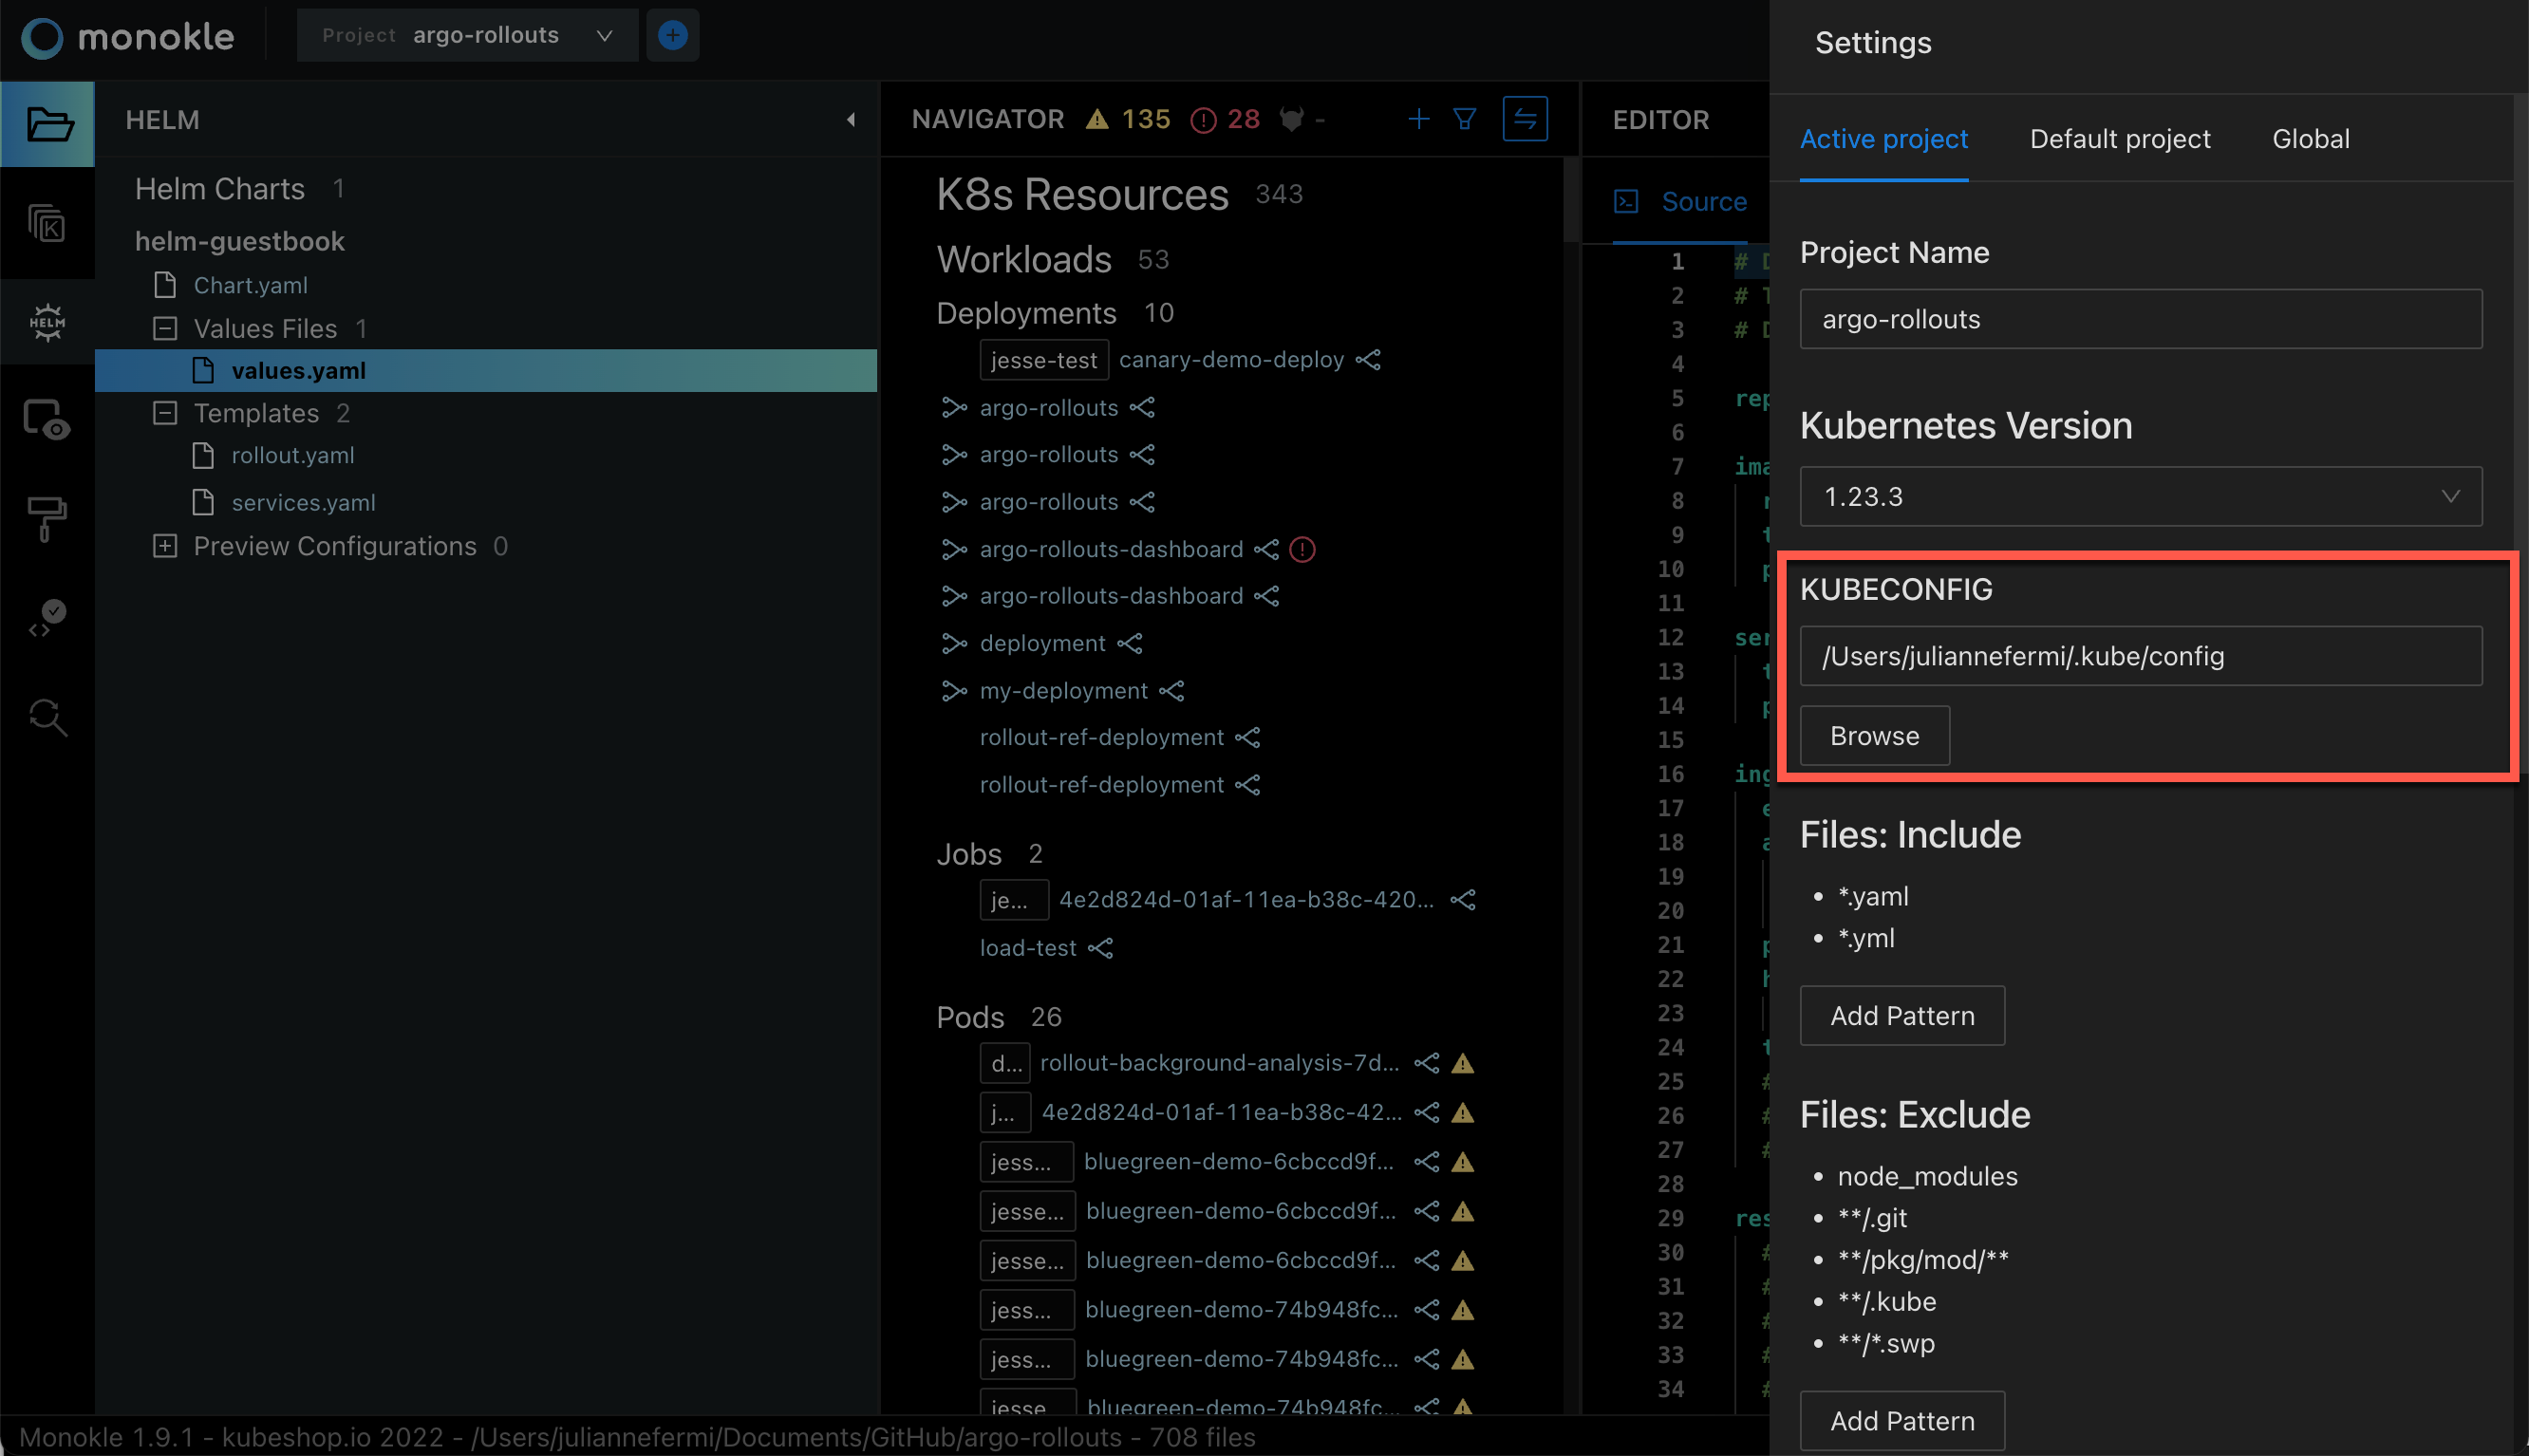 monokle
Project argo-rollouts
HELM
Helm Charts 1
helm-guestbook
Chart.yaml
Values Files 1
values.yaml
Templates 2
rollout.yaml
services.yaml
Preview Configurations 0
NAVIGATOR 135 28 -
K8s Resources 343
Workloads 53
Deployments 10
jesse-test canary-demo-deploy
argo-rollouts
argo-rollouts
argo-rollouts
argo-rollouts-dashboard
argo-rollouts-dashboard
deployment
my-deployment
rollout-ref-deployment
rollout-ref-deployment
Jobs 2
je... 4e2d824d-01af-11ea-b38c-420...
load-test
Pods 26
d... rollout-background-analysis-7d...
j... 4e2d824d-01af-11ea-b38c-42...
jess... bluegreen-demo-6cbccd9f...
jesse... bluegreen-demo-6cbccd9f...
jesse... bluegreen-demo-6cbccd9f...
jess... bluegreen-demo-74b948fc...
jess... bluegreen-demo-74b948fc...
jesse bluegreen-demo-74b948fc...
EDITOR
Source
1 #
2 #
3 #
4
5 rep
6
7 ima
8
9
10
11
12 ser
13
14
15
16 ing
17
18
19
20
21
22
23
24
25 #
26 #
27 #
28
29 res
30 #
31 #
32 #
33 #
34 #
Settings
Active project Default project Global
Project Name
argo-rollouts
Kubernetes Version
1.23.3
KUBECONFIG
/Users/juliannefermi/.kube/config
Browse
Files: Include
• *.yaml
• *.yml
Add Pattern
Files: Exclude
• node_modules
• **/.git
• **/pkg/mod/**
• **/.kube
• **/*.swp
Add Pattern
Monokle 1.9.1 - kubeshop.io 2022 - /Users/juliannefermi/Documents/GitHub/argo-rollouts - 708 files